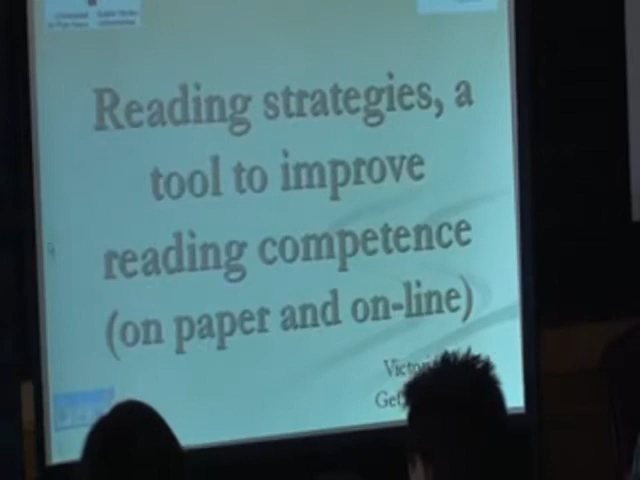 Reading strategies, a
tool to improve
reading competence
(on paper and on-line)